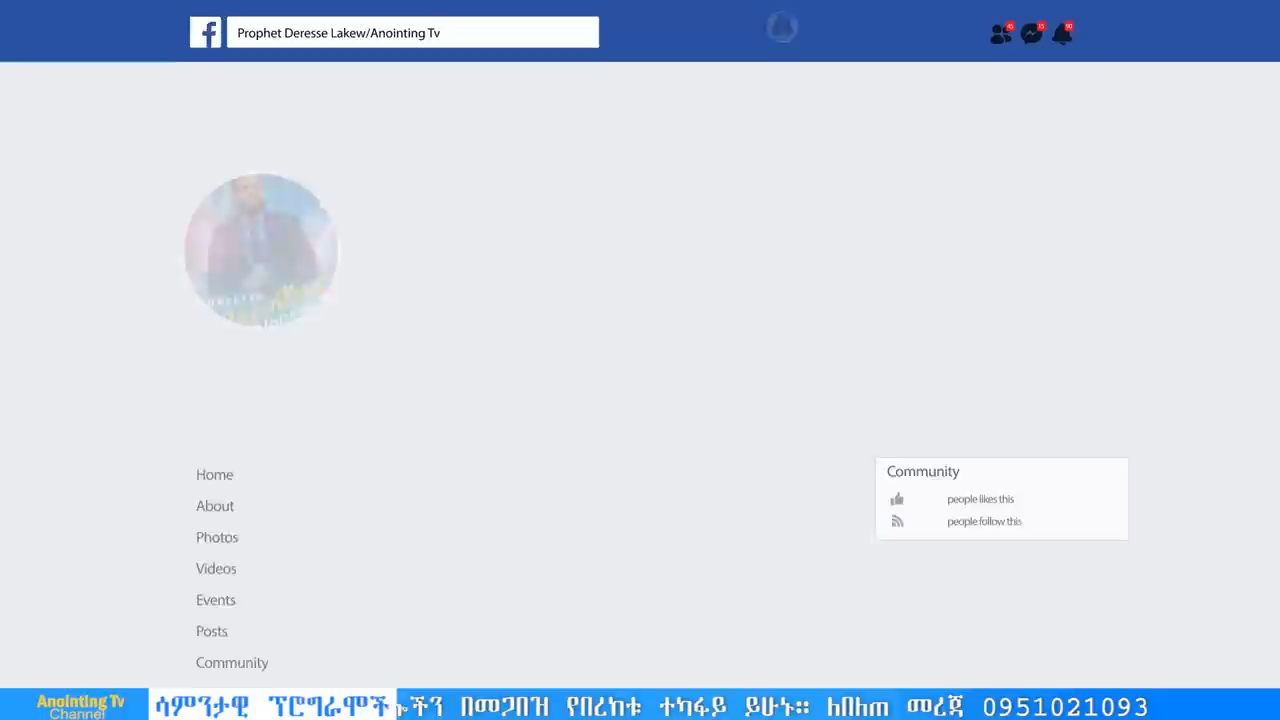 Prophet Deresse Lakew/Anointing Tv
Home
About
Photos
Videos
Events
Posts
Community
Community
people likes this
people follow this
Anointing Tv
Channel
ሳምንታዊ ፕሮግራሞች
በመጋበዝ የበረከቱ ተካፋይ ይሁኑ። ለበለጠ መረጃ 0951021093